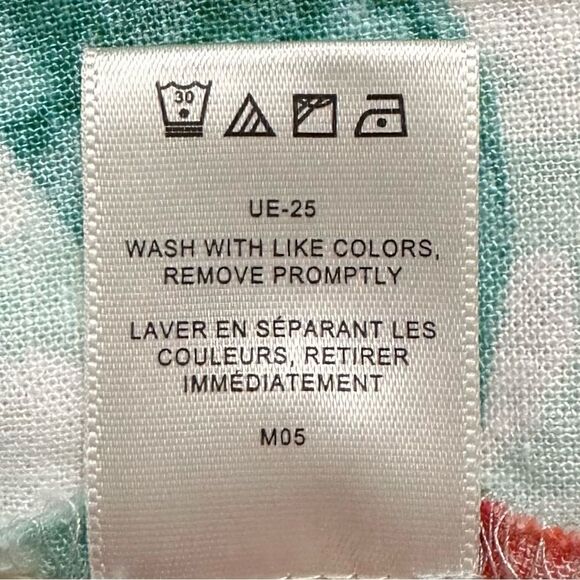 30
UE-25
WASH WITH LIKE COLORS,
REMOVE PROMPTLY
LAVER EN SÉPARANT LES
COULEURS, RETIRER
IMMÉDIATEMENT
M05